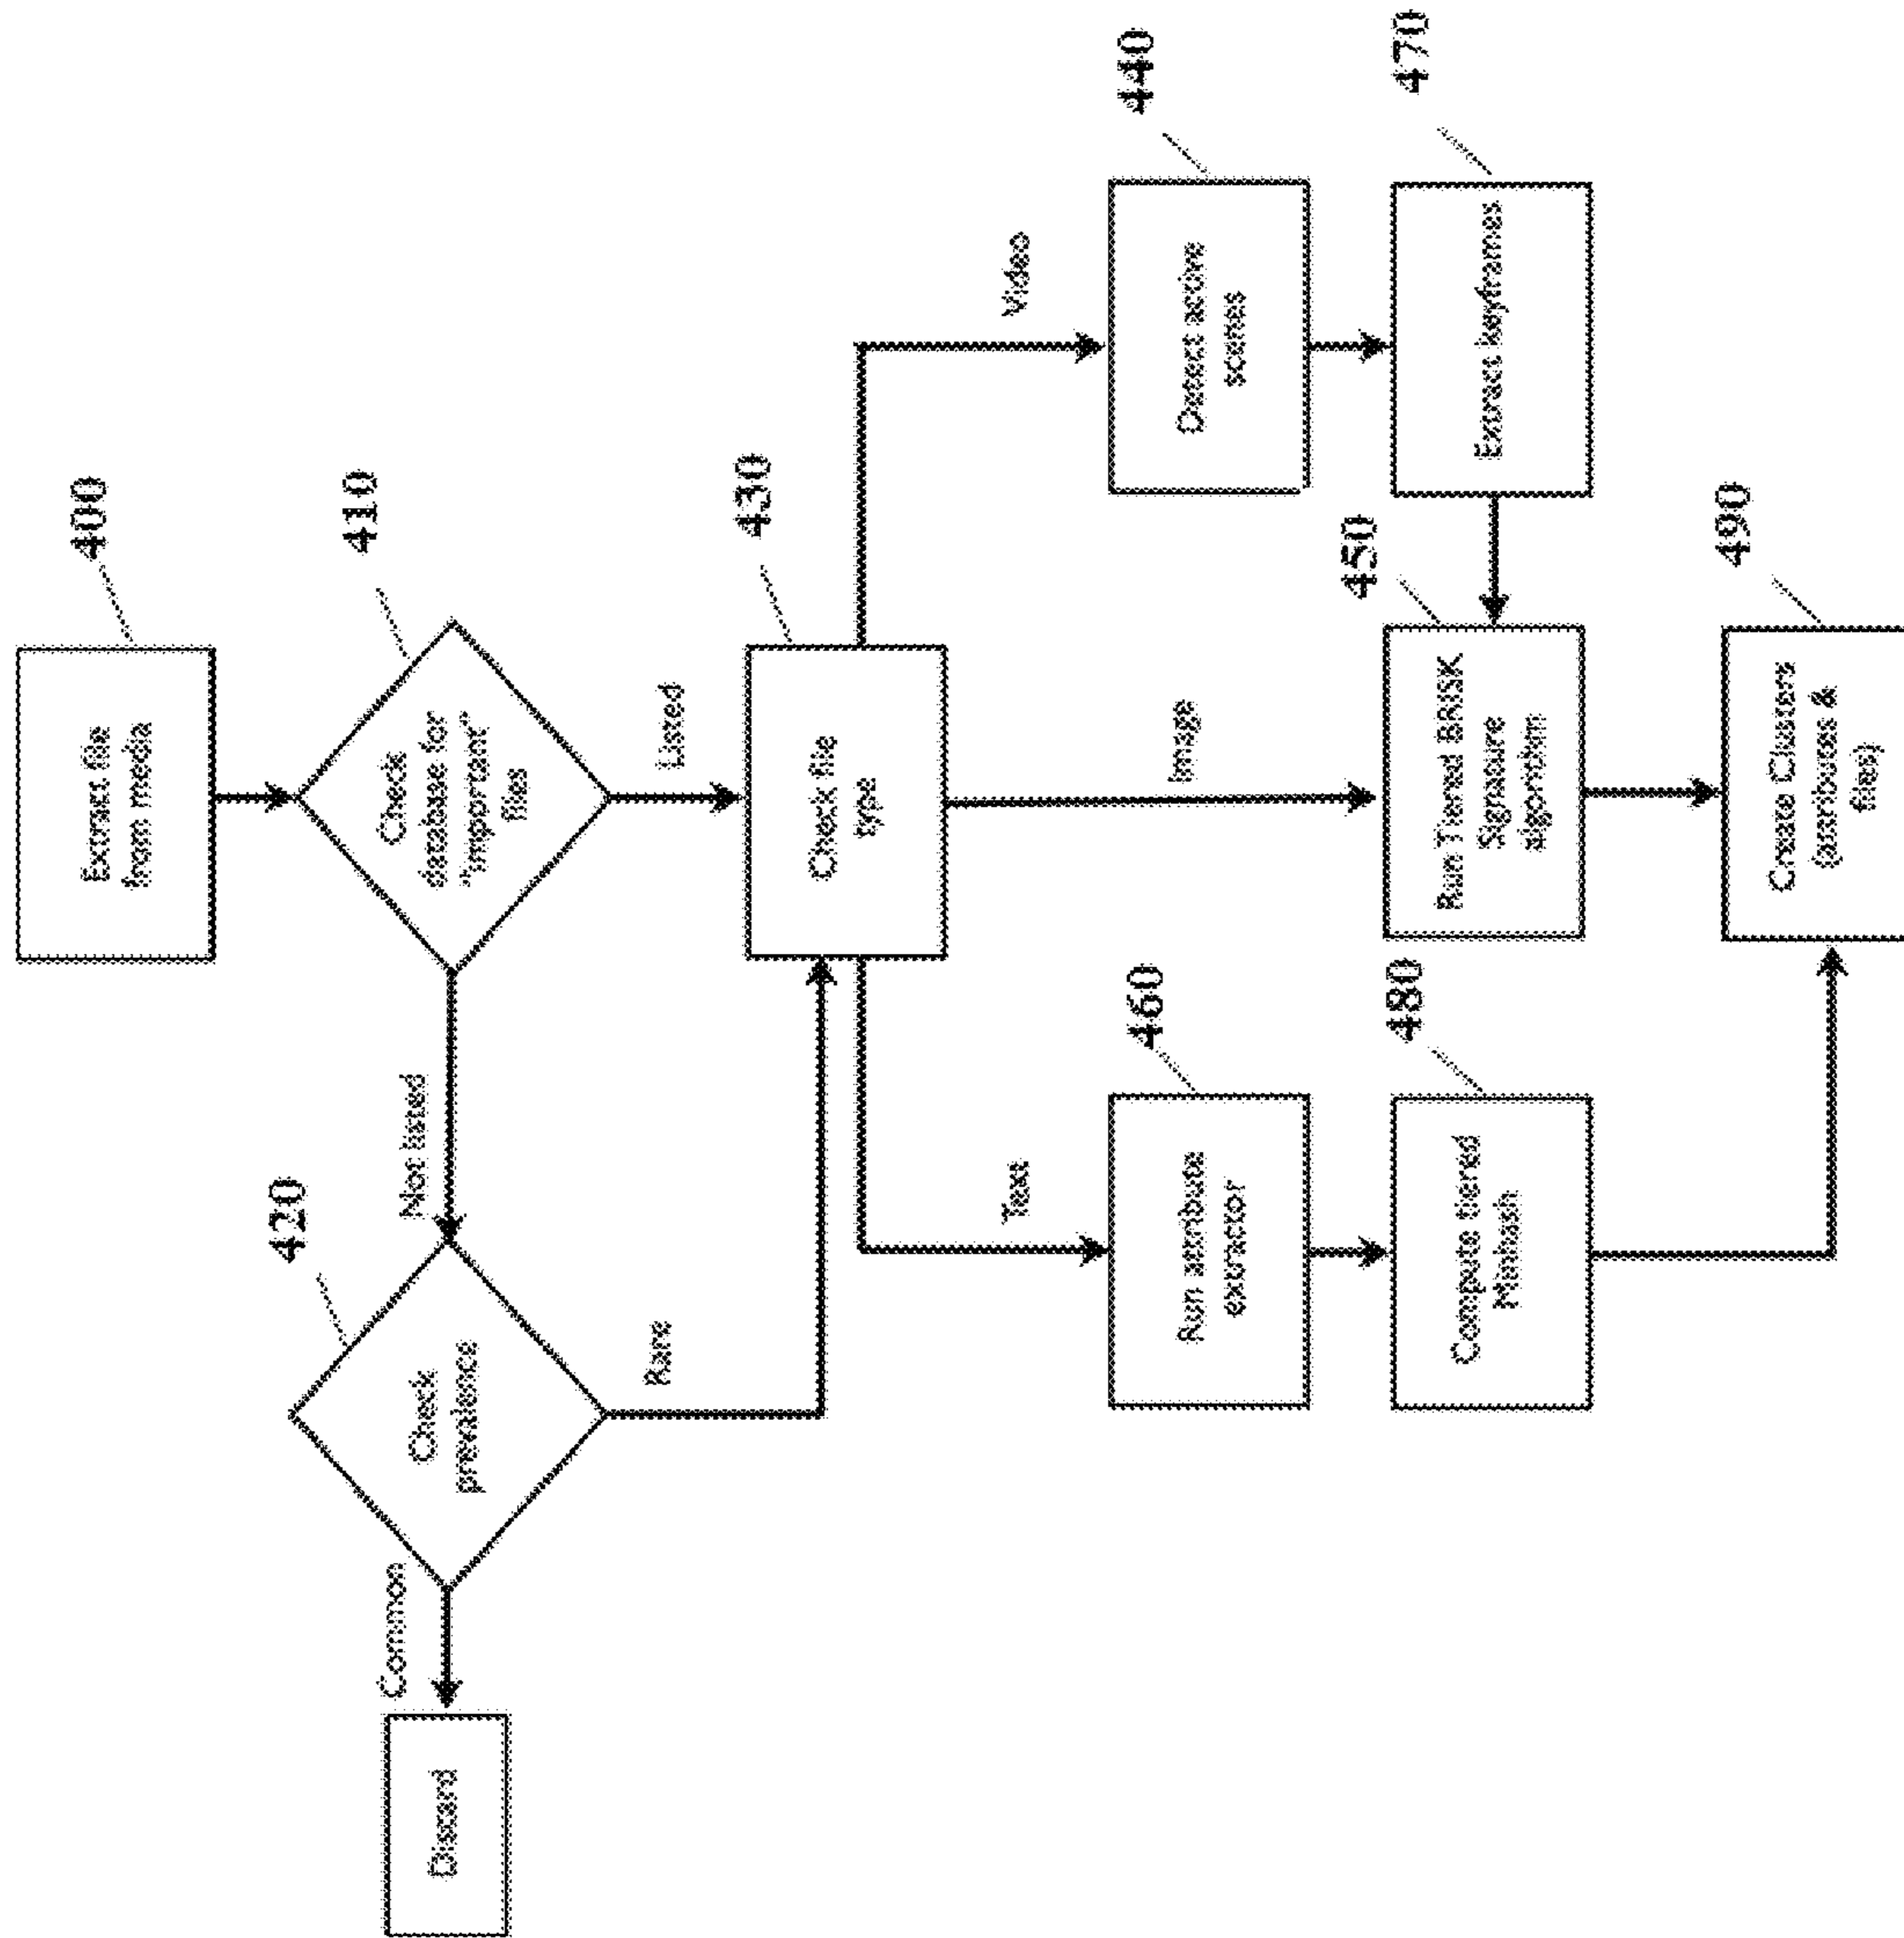 400
Extract file
from media
410
Check
database for
"important"
files
Listed
Not listed
420
Check
prevalence
Common
Discard
Rare
430
Check file
type
Text
Image
Video
460
Run attribute
extractor
440
Detect active
scenes
480
Compute tiered
Minhash
450
Run Tiered BRISK
Signature
algorithm
470
Extract keyframes
490
Create Clusters
(attributes &
files)